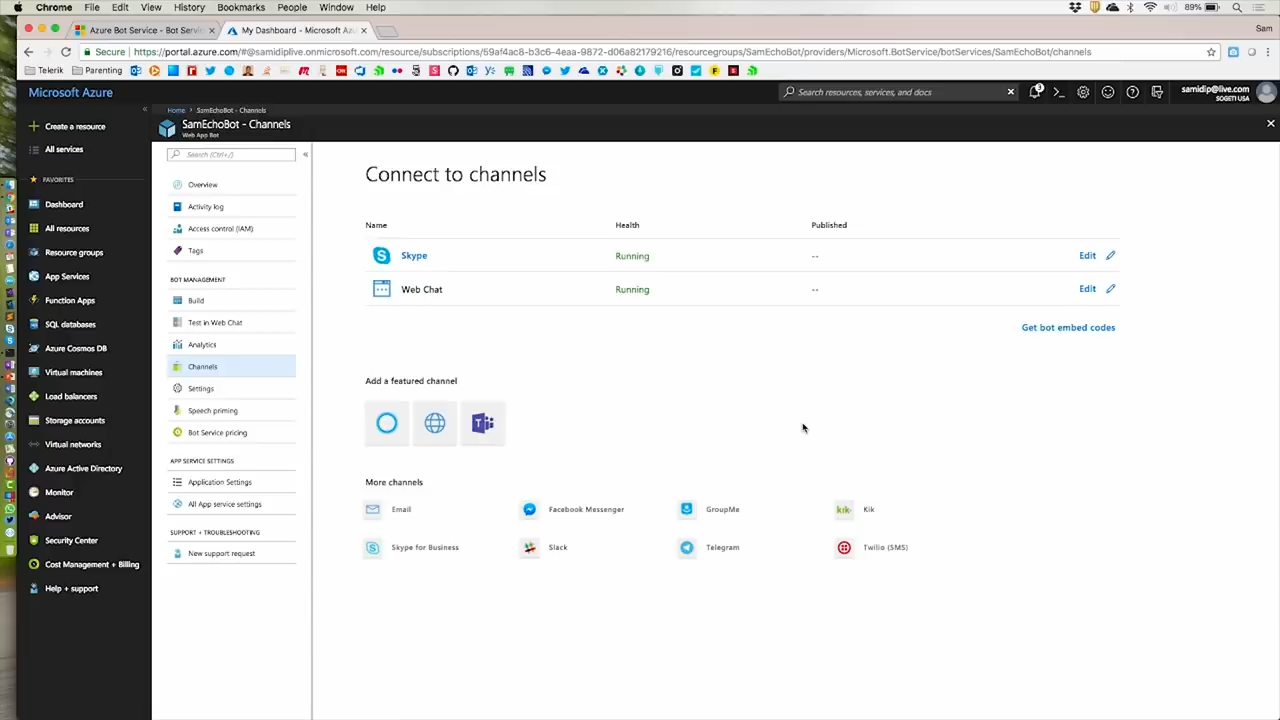 Chrome File Edit View History Bookmarks People Window Help 89%
Azure Bot Service - Bot Servi
My Dashboard - Microsoft Az
Sam
Secure https://portal.azure.com/#@samidiplive.onmicrosoft.com/resource/subscriptions/59af4ac8-b3c6-4eaa-9872-d06a82179216/resourcegroups/SamEchoBot/providers/Microsoft.BotService/botServices/SamEchoBot/channels
Telerik Parenting
Microsoft Azure
Search resources, services, and docs
samidip@live.com
SOGETI USA
Home > SamEchoBot - Channels
SamEchoBot - Channels
Web App Bot
Create a resource
All services
FAVORITES
Dashboard
All resources
Resource groups
App Services
Function Apps
SQL databases
Azure Cosmos DB
Virtual machines
Load balancers
Storage accounts
Virtual networks
Azure Active Directory
Monitor
Advisor
Security Center
Cost Management + Billing
Help + support
Search (Ctrl+/)
Overview
Activity log
Access control (IAM)
Tags
BOT MANAGEMENT
Build
Test in Web Chat
Analytics
Channels
Settings
Speech priming
Bot Service pricing
APP SERVICE SETTINGS
Application Settings
All App service settings
SUPPORT + TROUBLESHOOTING
New support request
Connect to channels
Name Health Published
Skype Running -- Edit
Web Chat Running -- Edit
Get bot embed codes
Add a featured channel
More channels
Email Facebook Messenger GroupMe kik Kik
Skype for Business Slack Telegram Twilio (SMS)